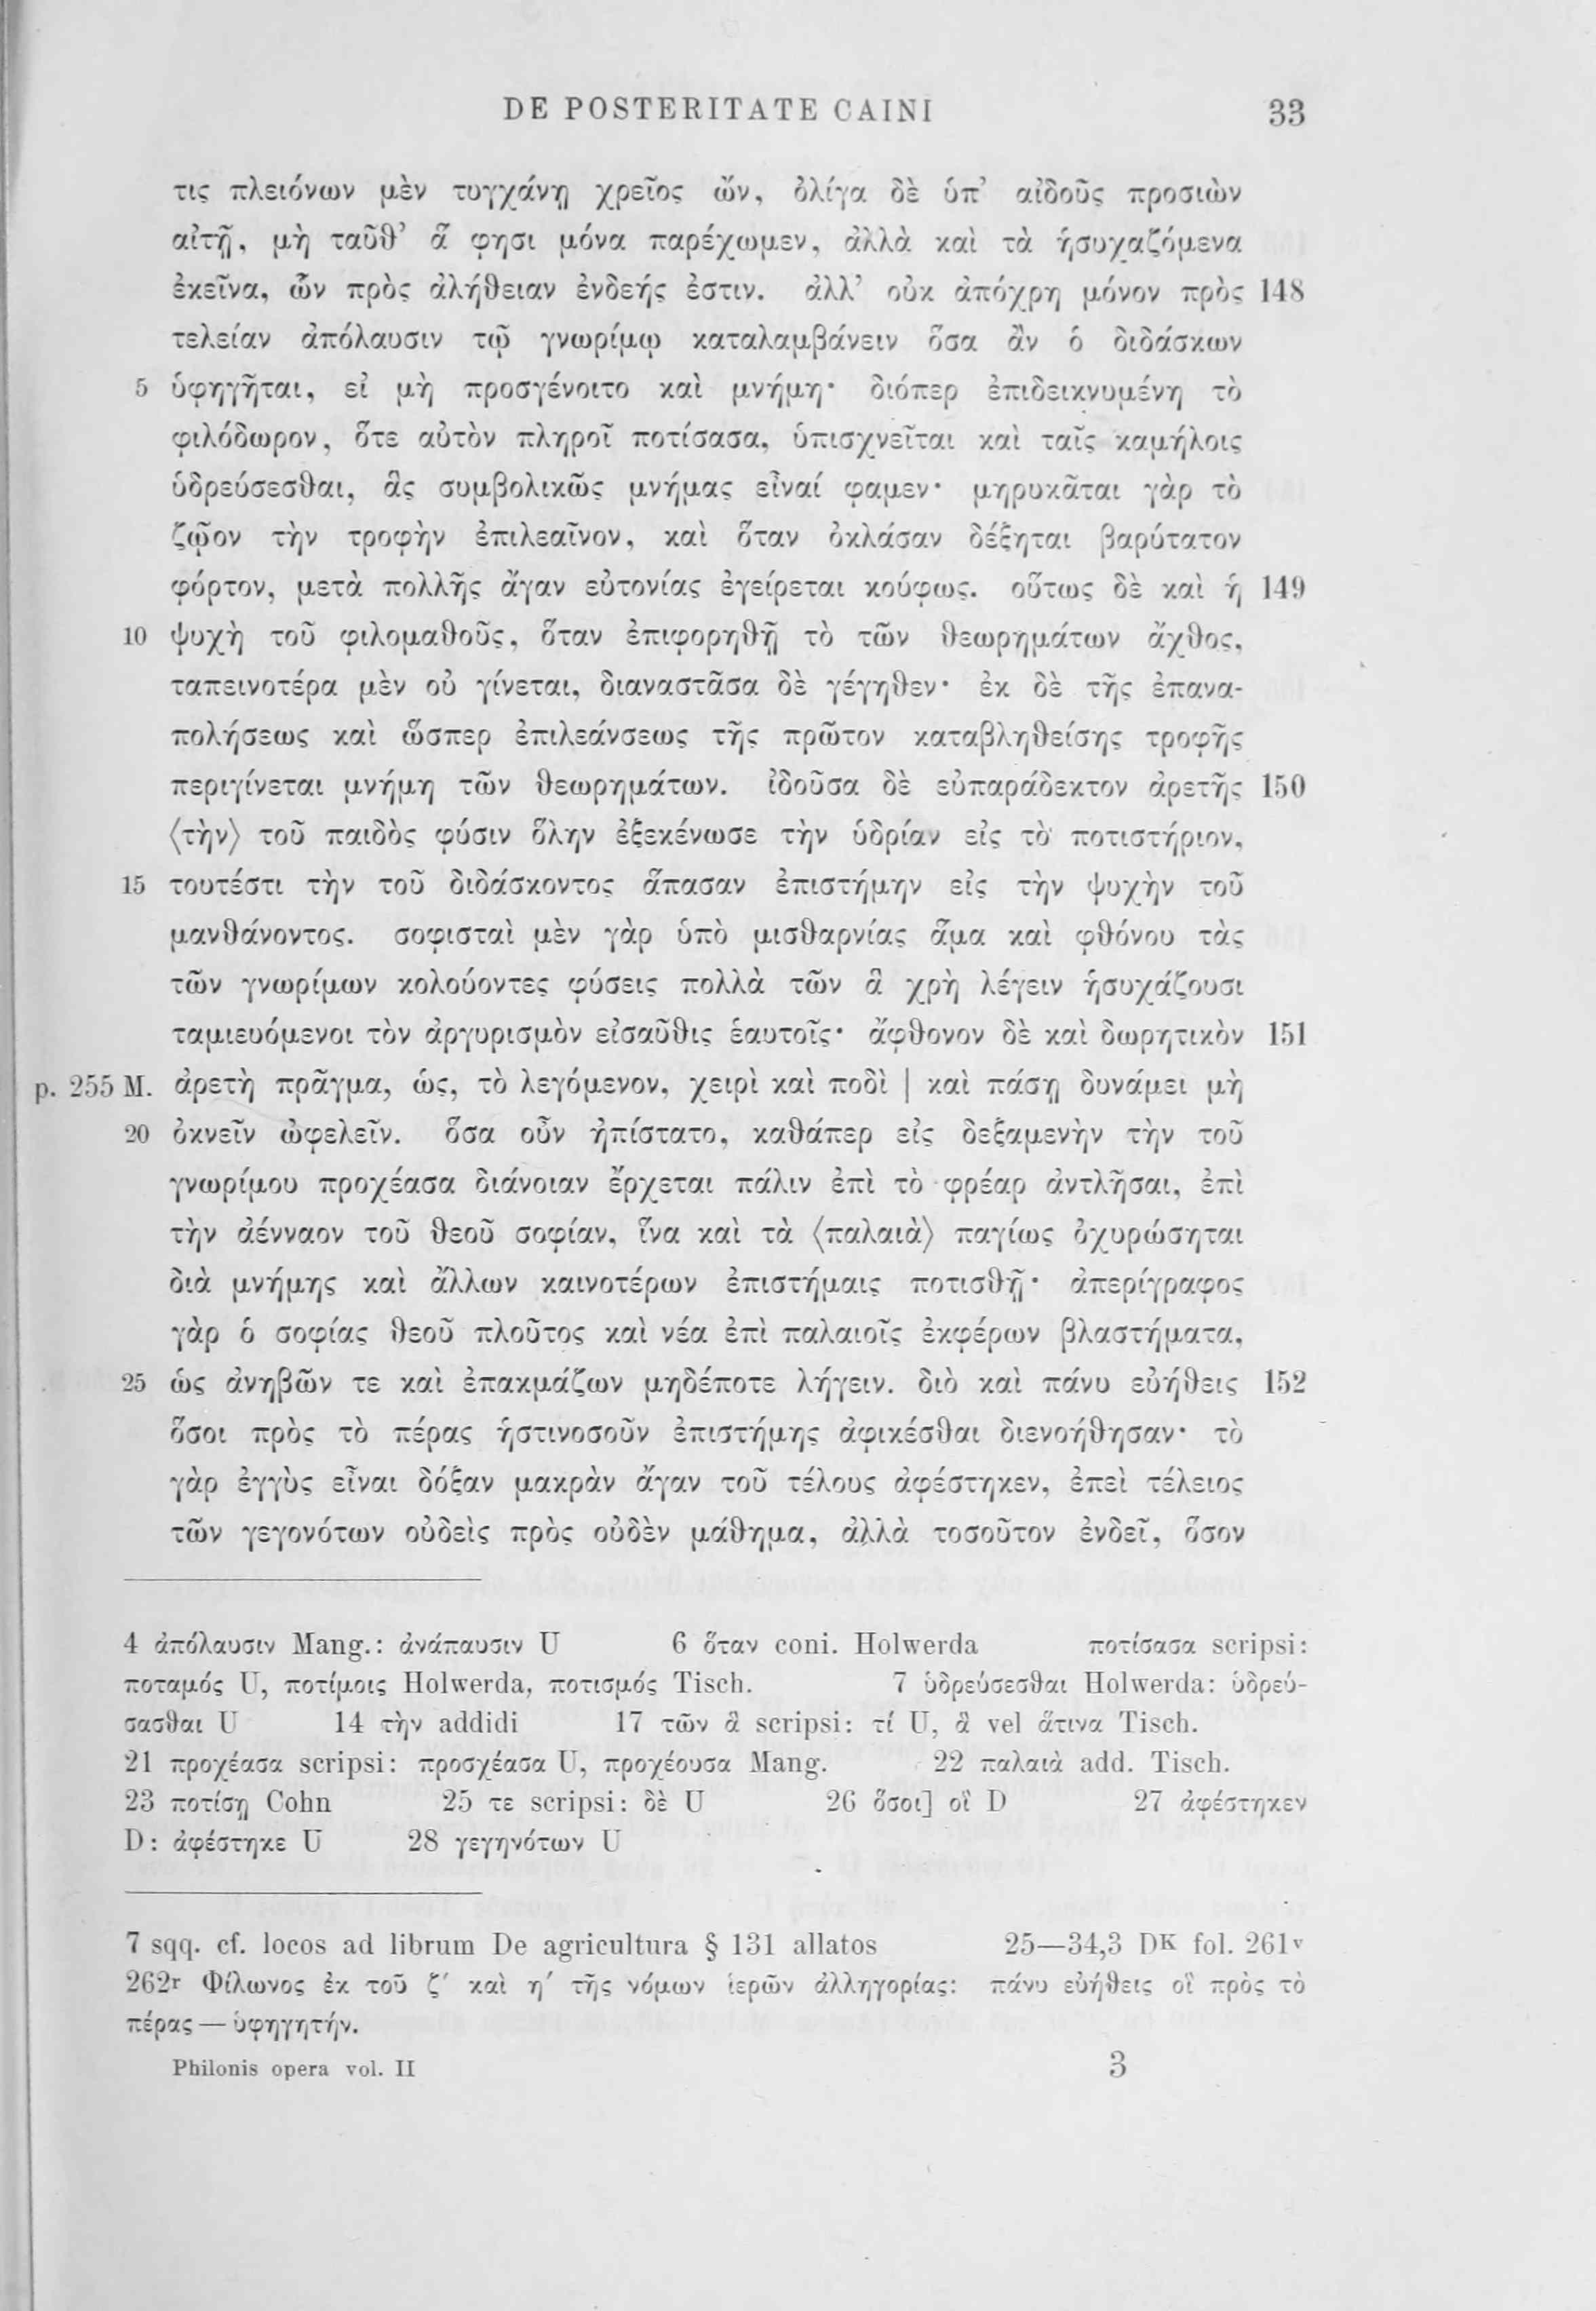 DE POSTERITATE CAINI 33
τις πλειόνων μὲν τυγχάνῃ χρεῖος ὤν, ὀλίγα δὲ ὑπ’ αἰδοῦς προσιὼν
αἰτῇ, μὴ ταῦθ’ ἅ φησι μόνα παρέχωμεν, ἀλλὰ καὶ τὰ ἡσυχαζόμενα
ἐκεῖνα, ὧν πρὸς ἀλήθειαν ἐνδεής ἐστιν. ἀλλ’ οὐκ ἀπόχρη μόνον πρὸς 148
τελείαν ἀπόλαυσιν τῷ γνωρίμῳ καταλαμβάνειν ὅσα ἂν ὁ διδάσκων
5 ὑφηγῆται, εἰ μὴ προσγένοιτο καὶ μνήμη· διόπερ ἐπιδεικνυμένη τὸ
φιλόδωρον, ὅτε αὐτὸν πληροῖ ποτίσασα, ὑπισχνεῖται καὶ ταῖς καμήλοις
ὑδρεύσεσθαι, ἃς συμβολικῶς μνήμας εἶναί φαμεν· μηρυκᾶται γὰρ τὸ
ζῷον τὴν τροφὴν ἐπιλεαῖνον, καὶ ὅταν ὀκλάσαν δέξηται βαρύτατον
φόρτον, μετὰ πολλῆς ἄγαν εὐτονίας ἐγείρεται κούφως. οὕτως δὲ καὶ ἡ 149
10 ψυχὴ τοῦ φιλομαθοῦς, ὅταν ἐπιφορηθῇ τὸ τῶν θεωρημάτων ἄχθος,
ταπεινοτέρα μὲν οὐ γίνεται, διαναστᾶσα δὲ γέγηθεν· ἐκ δὲ τῆς ἐπανα-
πολήσεως καὶ ὥσπερ ἐπιλεάνσεως τῆς πρῶτον καταβληθείσης τροφῆς
περιγίνεται μνήμη τῶν θεωρημάτων. ἰδοῦσα δὲ εὐπαράδεκτον ἀρετῆς 150
⟨τὴν⟩ τοῦ παιδὸς φύσιν ὅλην ἐξεκένωσε τὴν ὑδρίαν εἰς τὸ ποτιστήριον,
15 τουτέστι τὴν τοῦ διδάσκοντος ἅπασαν ἐπιστήμην εἰς τὴν ψυχὴν τοῦ
μανθάνοντος. σοφισταὶ μὲν γὰρ ὑπὸ μισθαρνίας ἅμα καὶ φθόνου τὰς
τῶν γνωρίμων κολούοντες φύσεις πολλὰ τῶν ἃ χρὴ λέγειν ἡσυχάζουσι
ταμιευόμενοι τὸν ἀργυρισμὸν εἰσαῦθις ἑαυτοῖς· ἄφθονον δὲ καὶ δωρητικὸν 151
p. 255 M. ἀρετὴ πρᾶγμα, ὡς, τὸ λεγόμενον, χειρὶ καὶ ποδὶ | καὶ πάσῃ δυνάμει μὴ
20 ὀκνεῖν ὠφελεῖν. ὅσα οὖν ἠπίστατο, καθάπερ εἰς δεξαμενὴν τὴν τοῦ
γνωρίμου προχέασα διάνοιαν ἔρχεται πάλιν ἐπὶ τὸ φρέαρ ἀντλῆσαι, ἐπὶ
τὴν ἀένναον τοῦ θεοῦ σοφίαν, ἵνα καὶ τὰ ⟨παλαιὰ⟩ παγίως ὀχυρώσηται
διὰ μνήμης καὶ ἄλλων καινοτέρων ἐπιστήμαις ποτισθῇ· ἀπερίγραφος
γὰρ ὁ σοφίας θεοῦ πλοῦτος καὶ νέα ἐπὶ παλαιοῖς ἐκφέρων βλαστήματα,
25 ὡς ἀνηβῶν τε καὶ ἐπακμάζων μηδέποτε λήγειν. διὸ καὶ πάνυ εὐήθεις 152
ὅσοι πρὸς τὸ πέρας ἡστινοσοῦν ἐπιστήμης ἀφικέσθαι διενοήθησαν· τὸ
γὰρ ἐγγὺς εἶναι δόξαν μακρὰν ἄγαν τοῦ τέλους ἀφέστηκεν, ἐπεὶ τέλειος
τῶν γεγονότων οὐδεὶς πρὸς οὐδὲν μάθημα, ἀλλὰ τοσοῦτον ἐνδεῖ, ὅσον
4 ἀπόλαυσιν Mang.: ἀνάπαυσιν U 6 ὅταν coni. Holwerda ποτίσασα scripsi:
ποταμός U, ποτίμοις Holwerda, ποτισμός Tisch. 7 ὑδρεύσεσθαι Holwerda: ὑδρεύ-
σασθαι U 14 τὴν addidi 17 τῶν ἃ scripsi: τί U, ἃ vel ἅτινα Tisch.
21 προχέασα scripsi: προσχέασα U, προχέουσα Mang. 22 παλαιὰ add. Tisch.
23 ποτίσῃ Cohn 25 τε scripsi: δὲ U 26 ὅσοι] οἳ D 27 ἀφέστηκεν
D: ἀφέστηκε U 28 γεγηνότων U
7 sqq. cf. locos ad librum De agricultura § 131 allatos 25—34,3 DK fol. 261v
262r Φίλωνος ἐκ τοῦ ζ′ καὶ η′ τῆς νόμων ἱερῶν ἀλληγορίας: πάνυ εὐήθεις οἳ πρὸς τὸ
πέρας — ὑφηγητήν.
Philonis opera vol. II 3